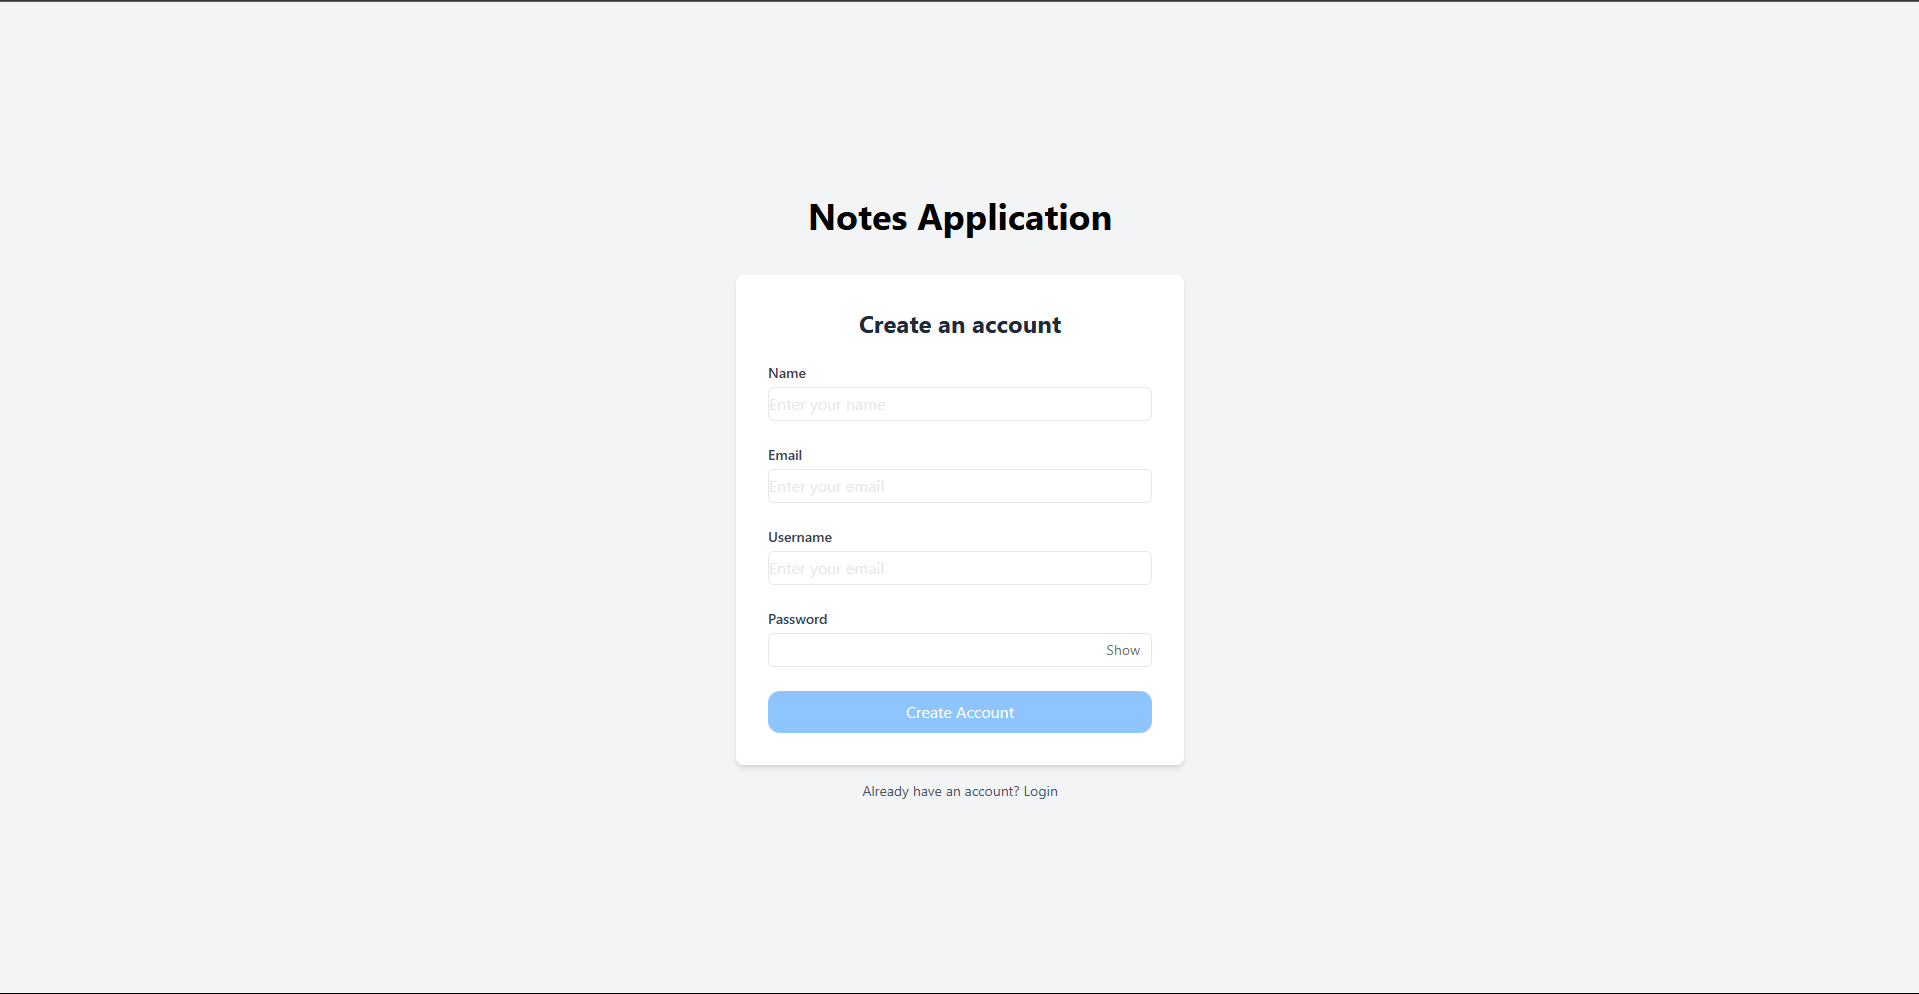 Notes Application
Create an account
Name
Enter your name
Email
Enter your email
Username
Enter your email
Password
Show
Create Account
Already have an account? Login